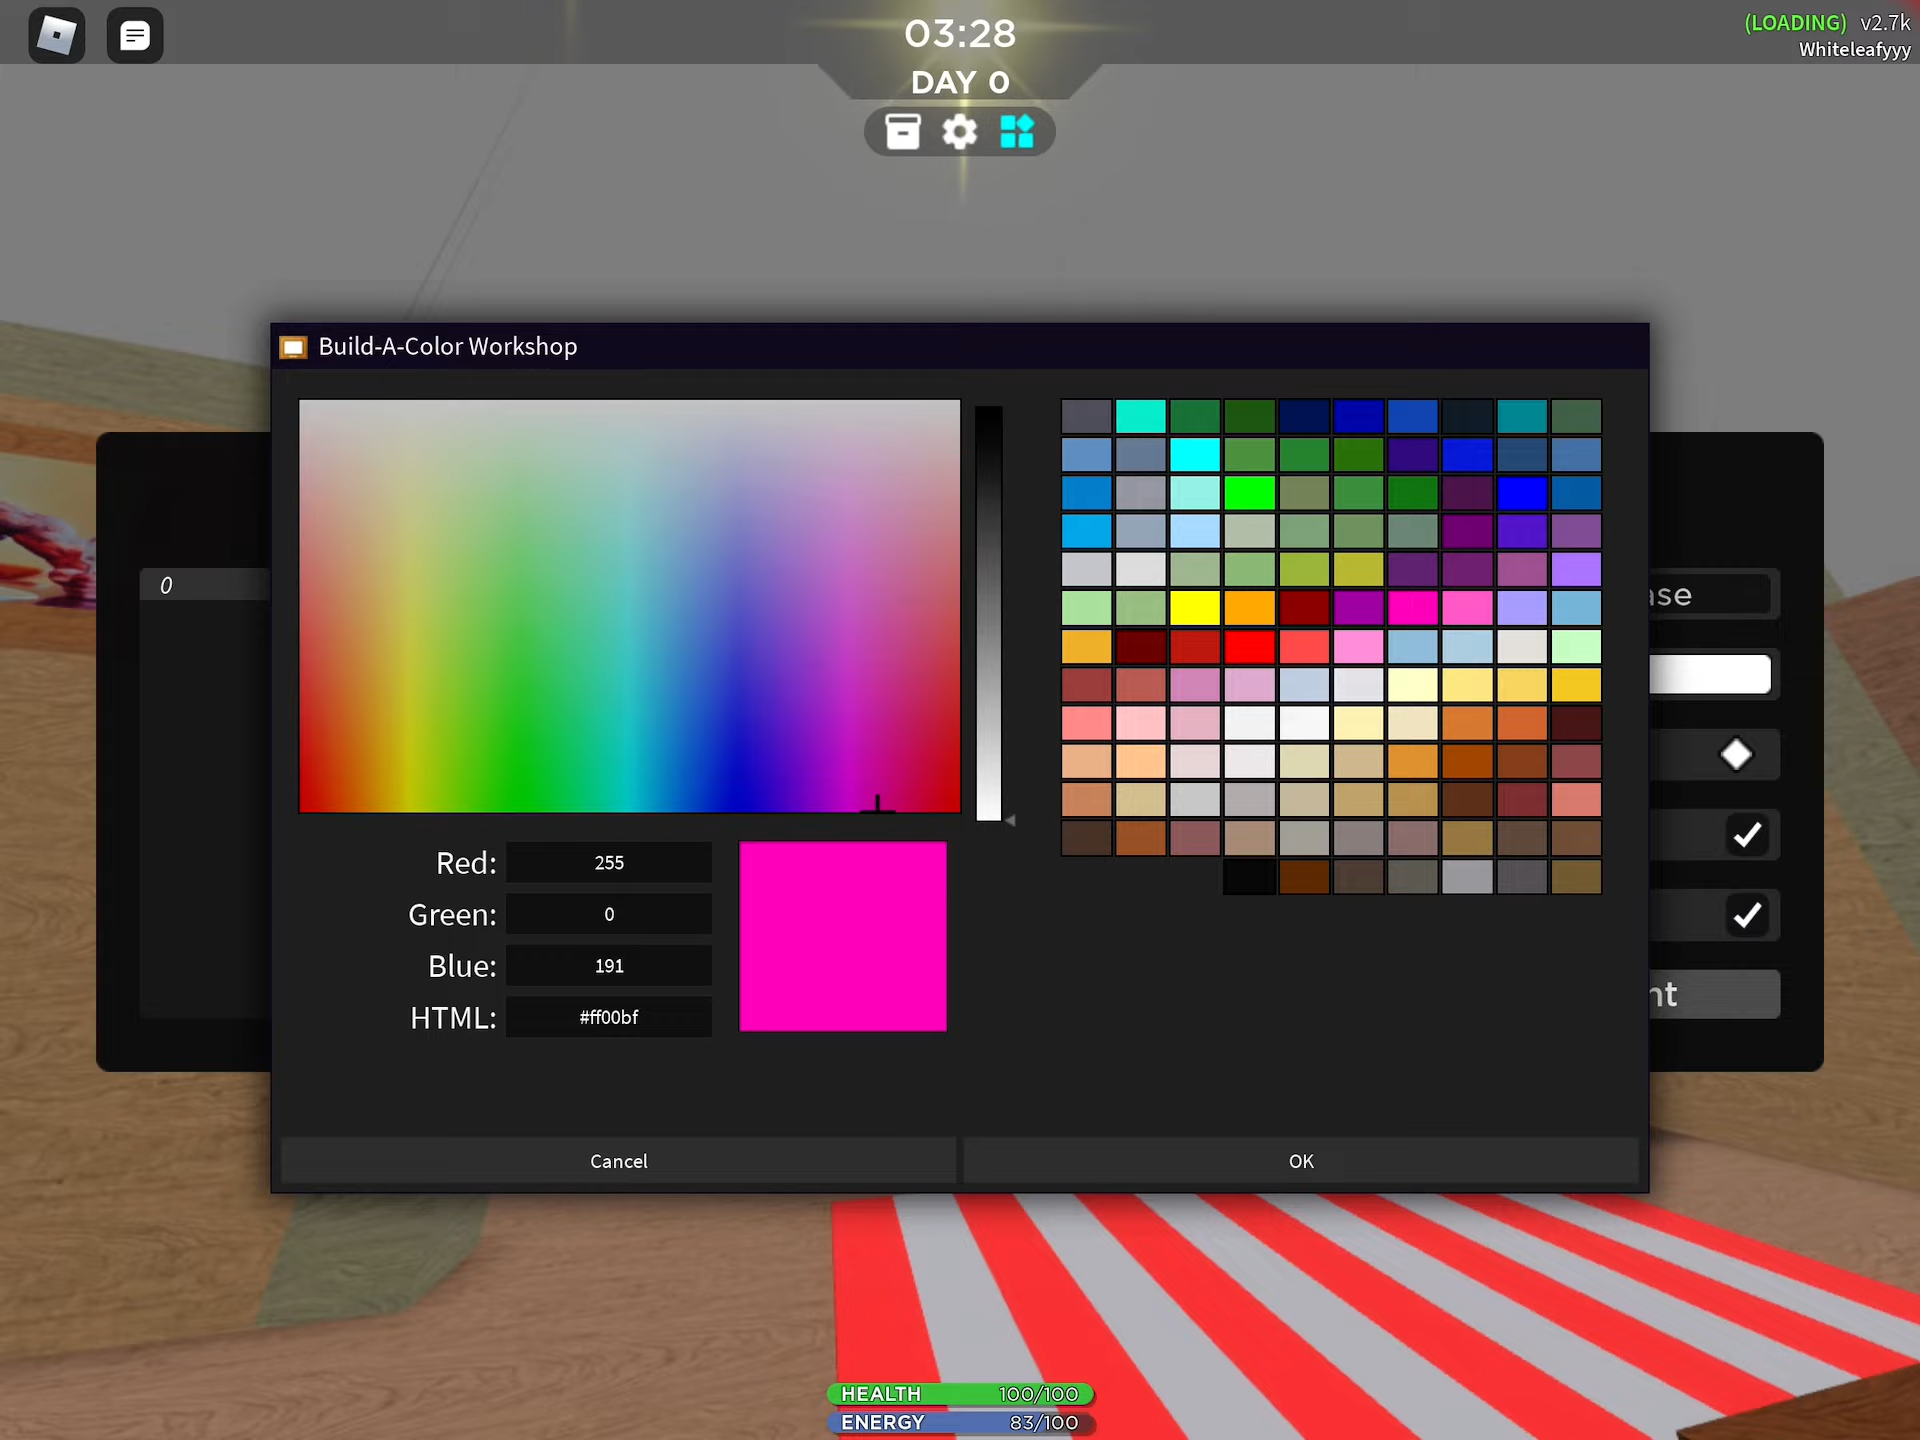 03:28
DAY 0
(LOADING) v2.7k
Whiteleafyyy
Build-A-Color Workshop
0
ase
Red: 255
Green: 0
Blue: 191
HTML: #ff00bf
nt
Cancel
OK
HEALTH 100/100
ENERGY 83/100